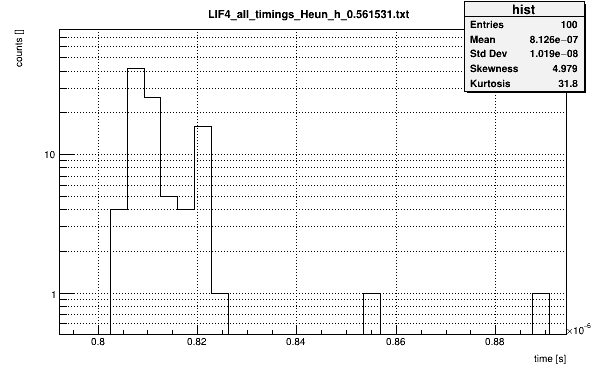 LIF4_all_timings_Heun_h_0.561531.txt
hist
Entries 100
Mean 8.126e−07
Std Dev 1.019e−08
Skewness 4.979
Kurtosis 31.8
counts []
10
1
0.8 0.82 0.84 0.86 0.88
×10⁻⁶
time [s]